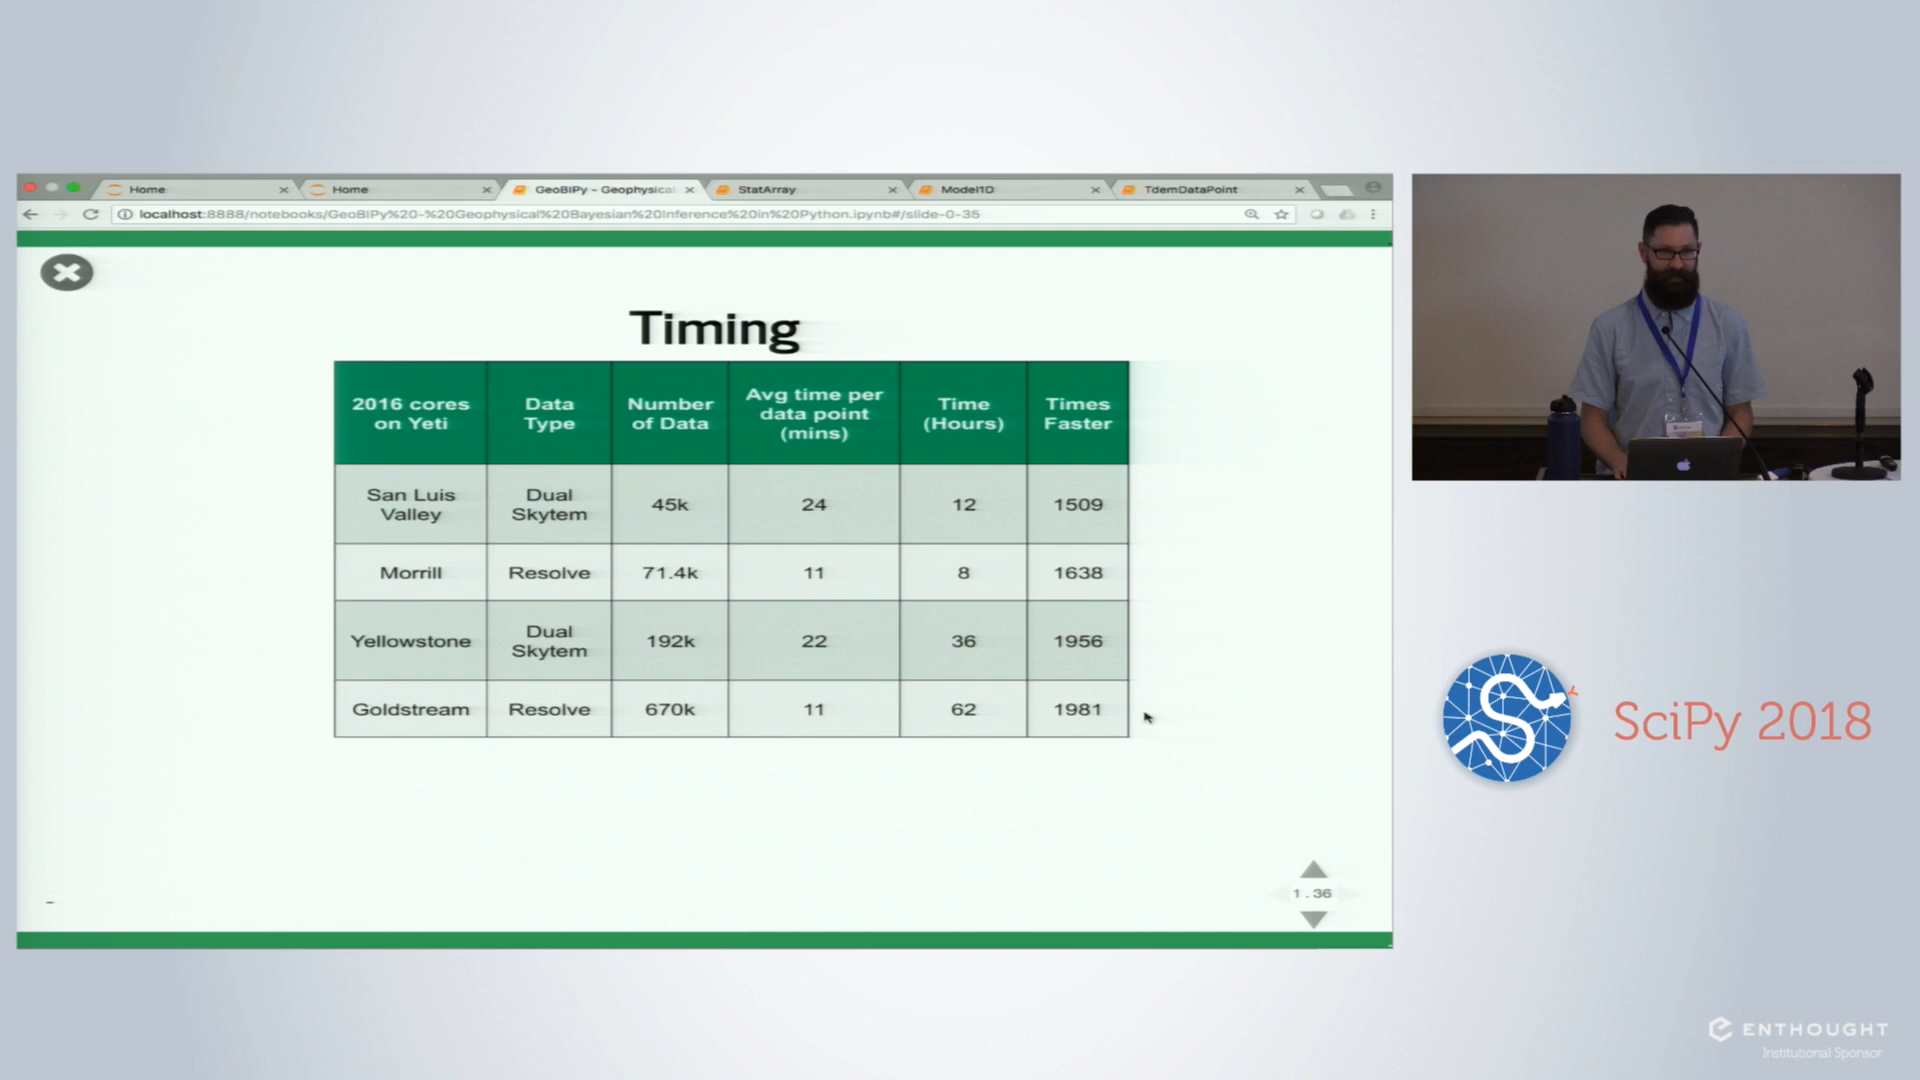 Home
Home
GeoBIPy - Geophysical
StatArray
Model1D
TdemDataPoint
localhost:8888/notebooks/GeoBIPy%20-%20Geophysical%20Bayesian%20Inference%20in%20Python.ipynb#/slide-0-35
Timing
2016 cores
on Yeti
Data
Type
Number
of Data
Avg time per
data point
(mins)
Time
(Hours)
Times
Faster
San Luis
Valley
Dual
Skytem
45k
24
12
1509
Morrill
Resolve
71.4k
11
8
1638
Yellowstone
Dual
Skytem
192k
22
36
1956
Goldstream
Resolve
670k
11
62
1981
1.36
SciPy 2018
ENTHOUGHT
Institutional Sponsor